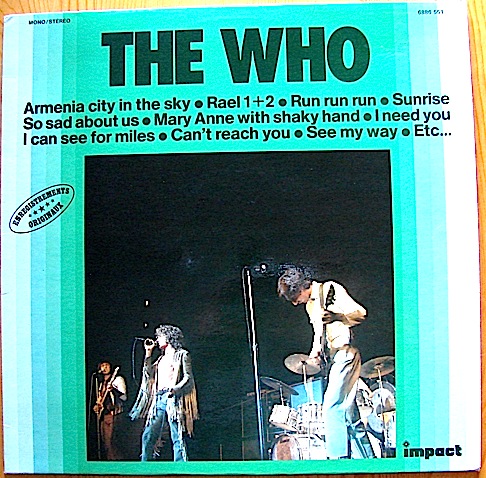 MONO/STEREO
THE WHO
Armenia city in the sky • Rael 1+2 • Run run run • Sunrise
So sad about us • Mary Anne with shaky hand • I need you
I can see for miles • Can't reach you • See my way • Etc...
ENREGISTREMENTS
ORIGINAUX
impact